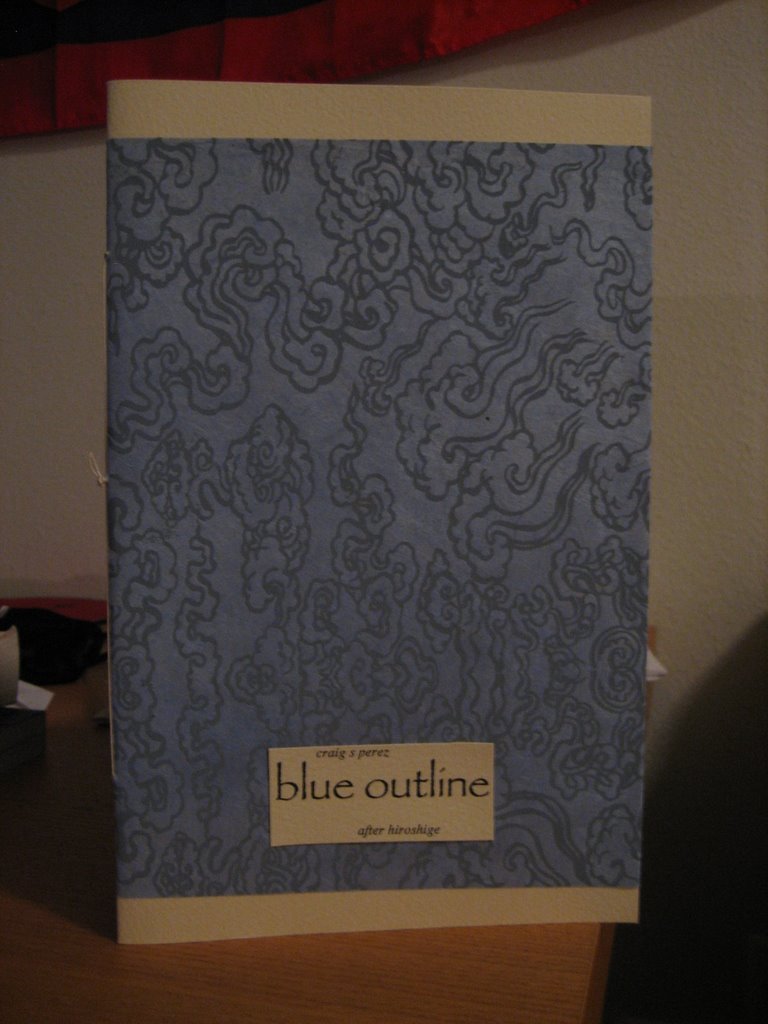 craig s perez
blue outline
after hiroshige